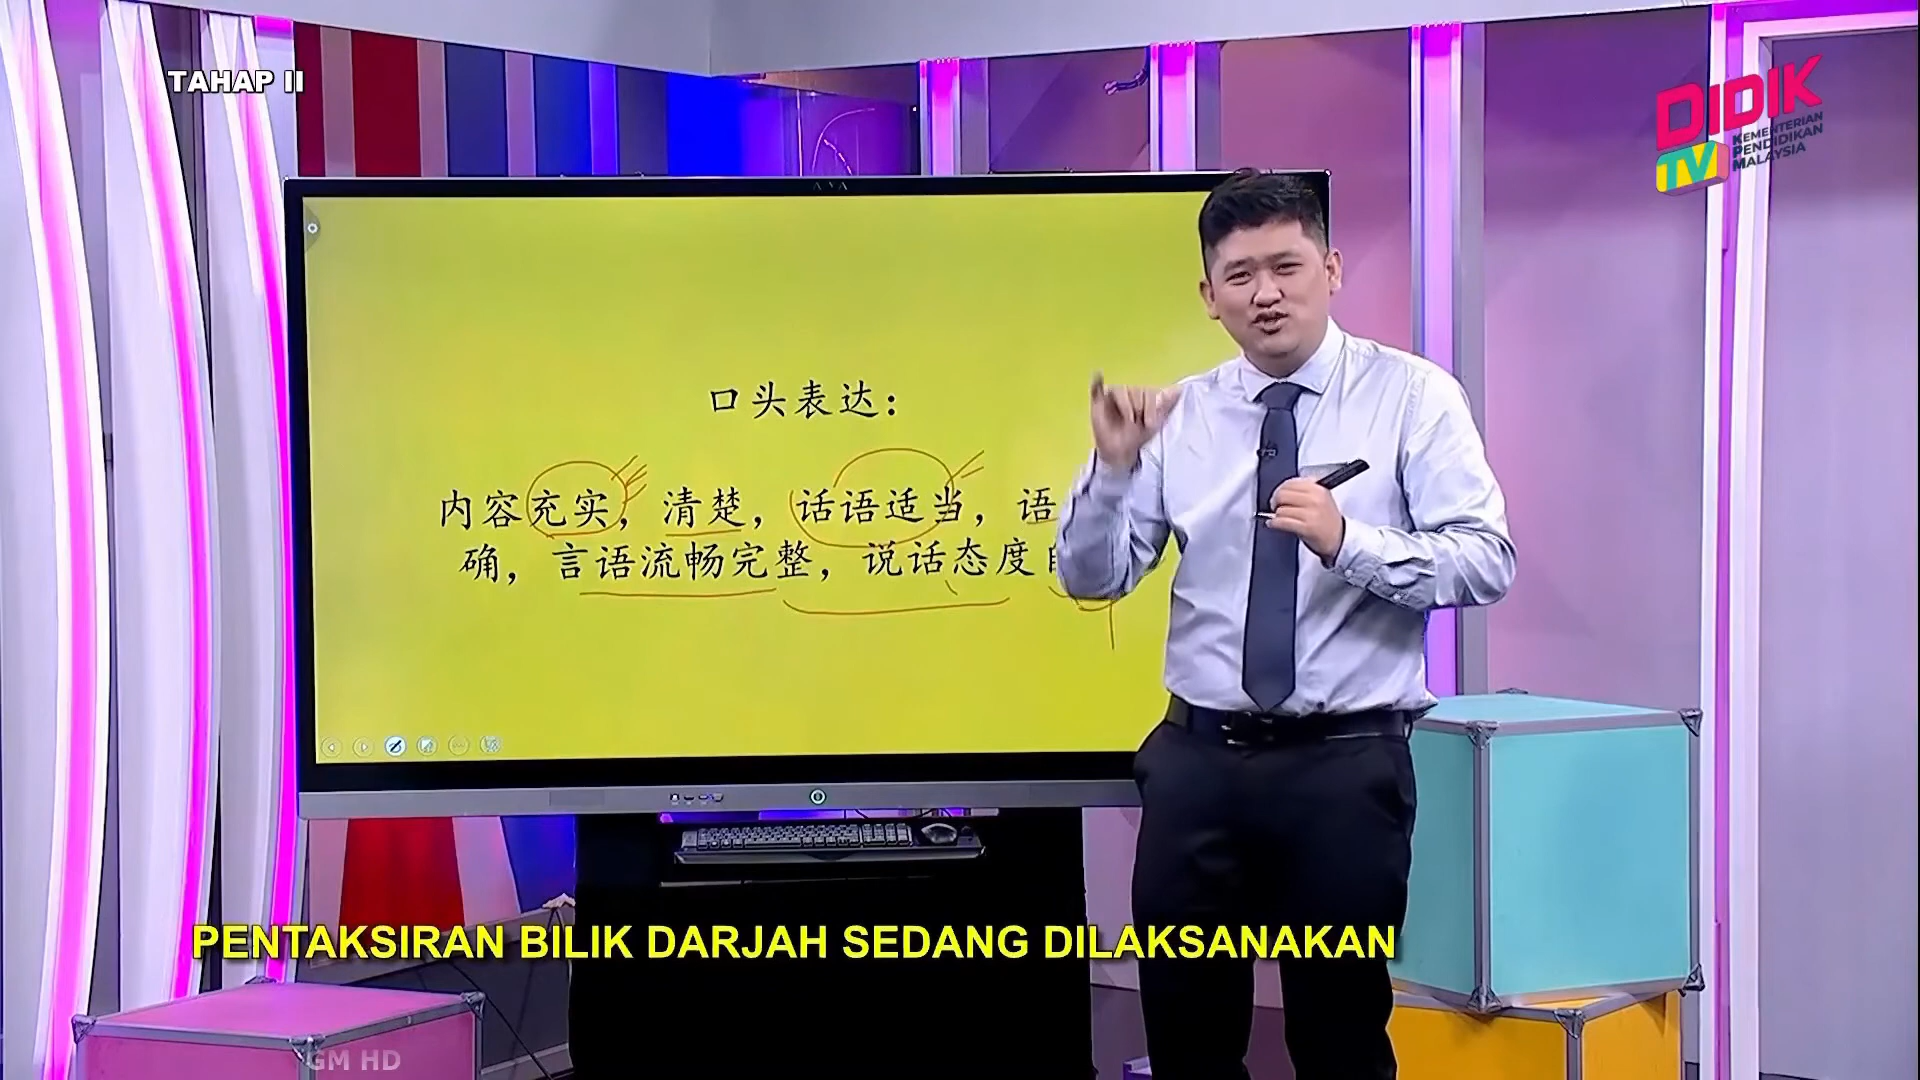 TAHAP II
DIDIK
TV
KEMENTERIAN
PENDIDIKAN
MALAYSIA
口头表达：
内容充实，清楚，话语适当，语
确，言语流畅完整，说话态度
PENTAKSIRAN BILIK DARJAH SEDANG DILAKSANAKAN
GM HD